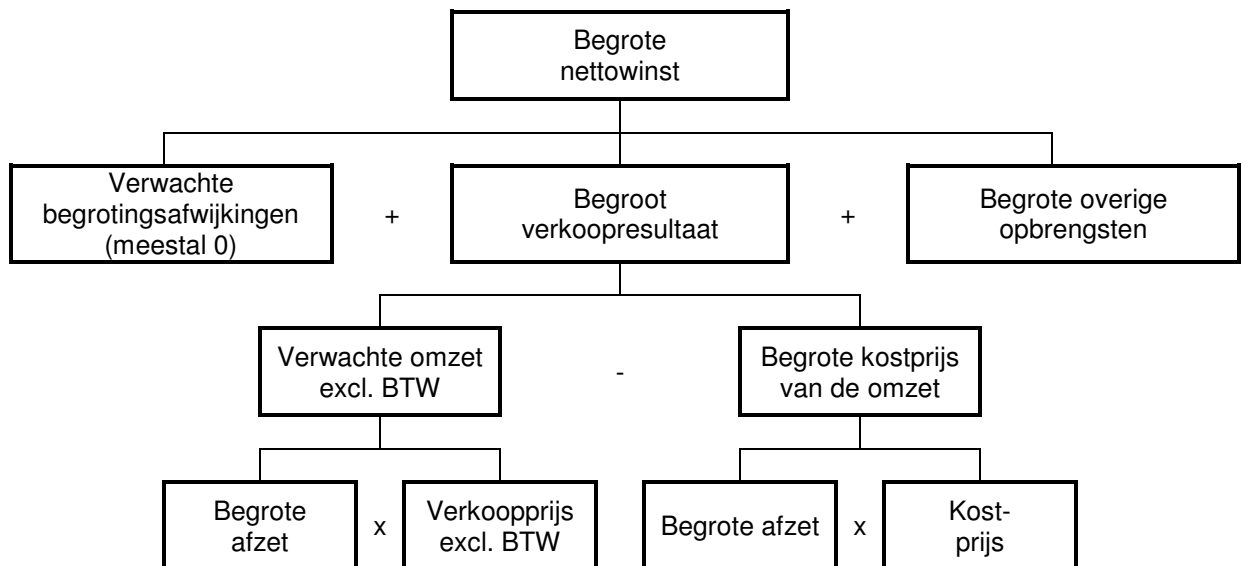 Begrote
nettowinst
Verwachte
begrotingsafwijkingen
(meestal 0)
+
Begroot
verkoopresultaat
+
Begrote overige
opbrengsten
Verwachte omzet
excl. BTW
-
Begrote kostprijs
van de omzet
Begrote
afzet
x
Verkoopprijs
excl. BTW
Begrote afzet
x
Kost-
prijs